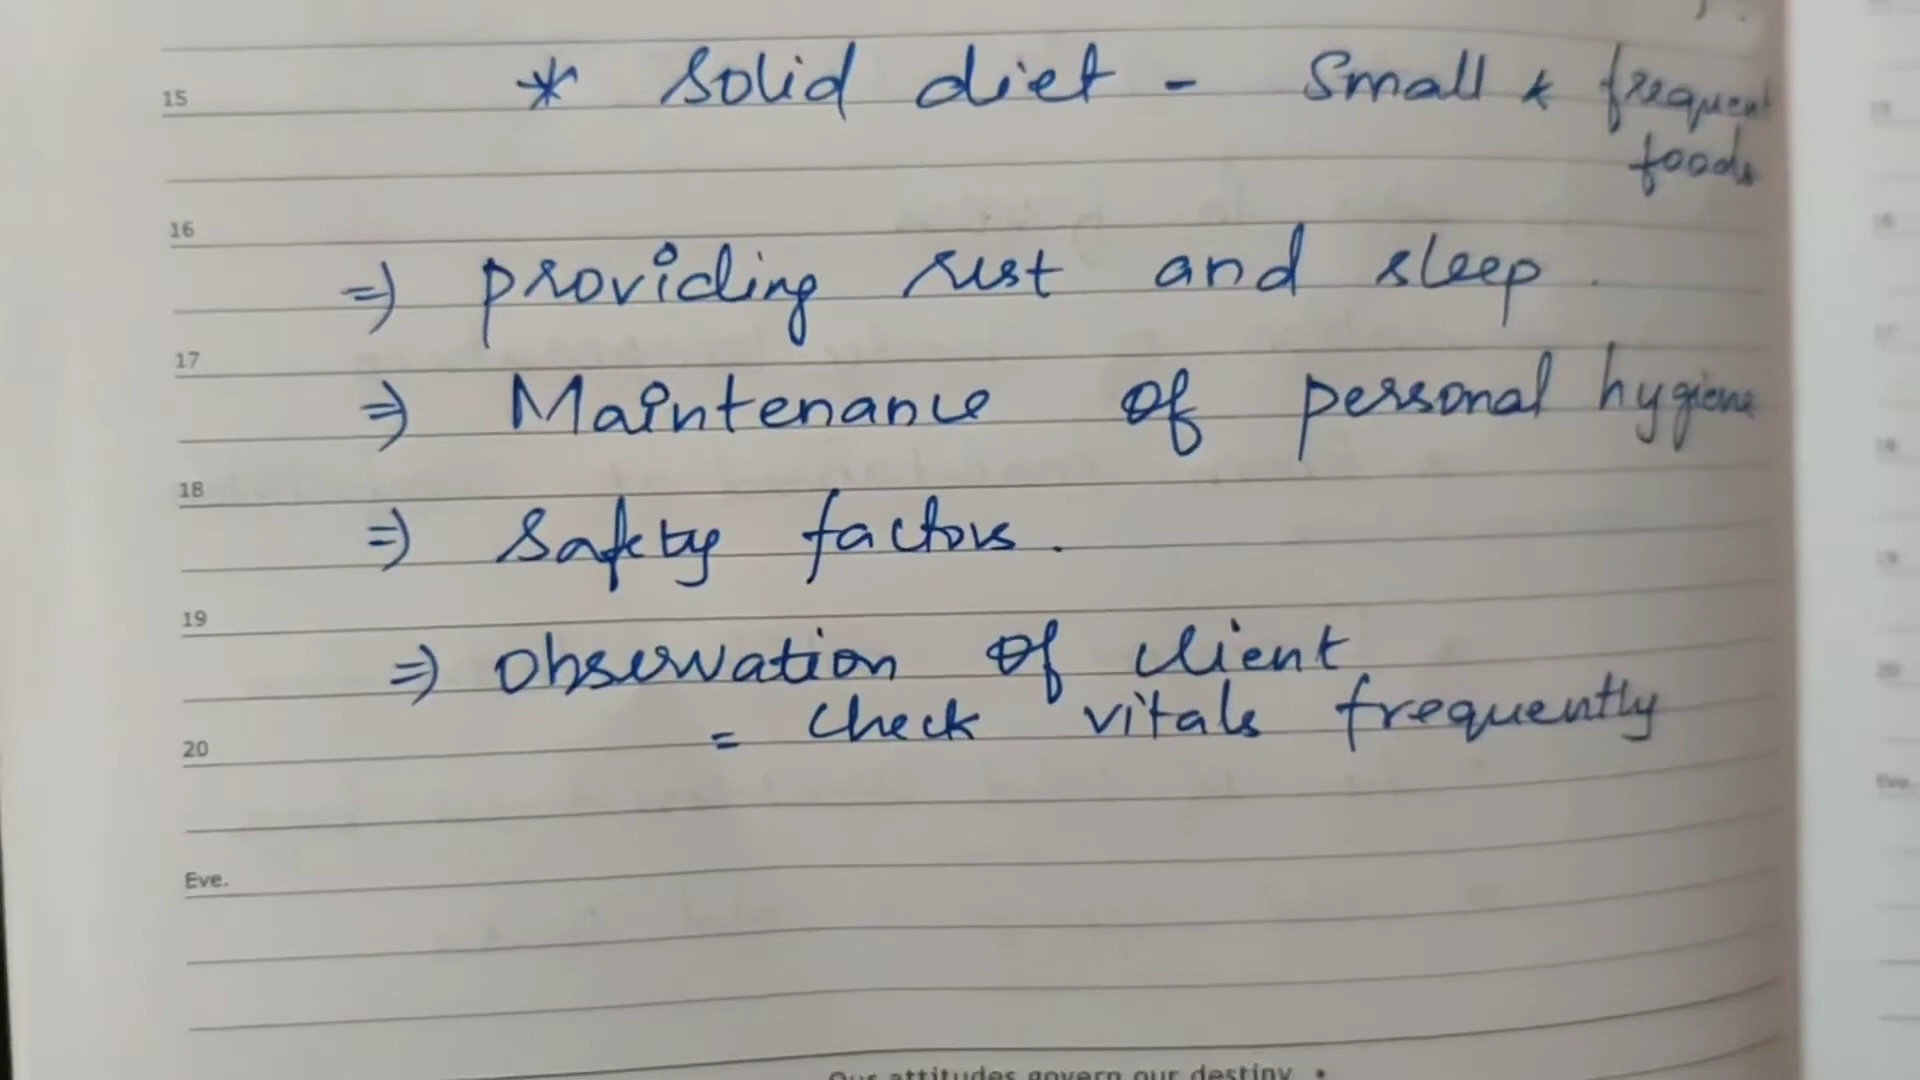 15 * Solid diet - Small & frequent
foods
16
=> providing rest and sleep.
17
=> Maintenance of personal hygiene
18
=> Safety factors.
19
=> Observation of client
= check vitals frequently
20
Eve.
Our attitudes govern our destiny •